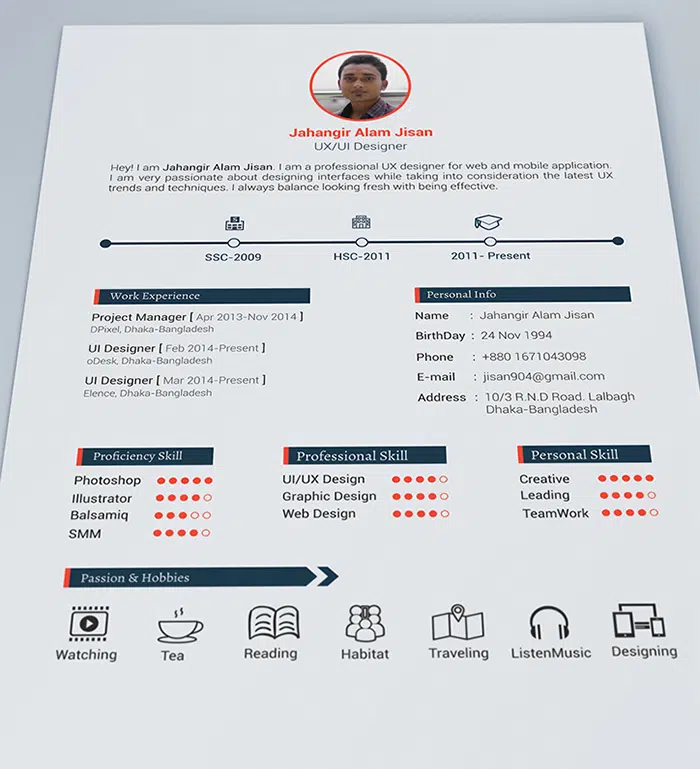 Jahangir Alam Jisan
UX/UI Designer
Hey! I am Jahangir Alam Jisan. I am a professional UX designer for web and mobile application.
I am very passionate about designing interfaces while taking into consideration the latest UX
trends and techniques. I always balance looking fresh with being effective.
SSC-2009
HSC-2011
2011- Present
Work Experience
Project Manager [ Apr 2013-Nov 2014 ]
DPixel, Dhaka-Bangladesh
UI Designer [ Feb 2014-Present ]
oDesk, Dhaka-Bangladesh
UI Designer [ Mar 2014-Present ]
Elence, Dhaka-Bangladesh
Personal Info
Name : Jahangir Alam Jisan
BirthDay : 24 Nov 1994
Phone : +880 1671043098
E-mail : jisan904@gmail.com
Address : 10/3 R.N.D Road. Lalbagh
Dhaka-Bangladesh
Proficiency Skill
Photoshop
Illustrator
Balsamiq
SMM
Professional Skill
UI/UX Design
Graphic Design
Web Design
Personal Skill
Creative
Leading
TeamWork
Passion & Hobbies
Watching
Tea
Reading
Habitat
Traveling
ListenMusic
Designing